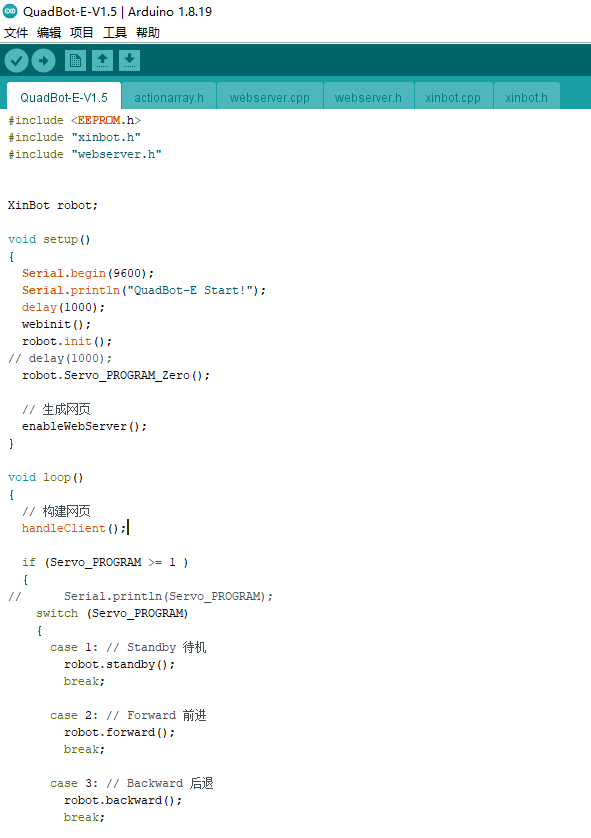 QuadBot-E-V1.5 | Arduino 1.8.19
文件 编辑 项目 工具 帮助
QuadBot-E-V1.5 actionarray.h webserver.cpp webserver.h xinbot.cpp xinbot.h
#include <EEPROM.h>
#include "xinbot.h"
#include "webserver.h"
XinBot robot;
void setup()
{
Serial.begin(9600);
Serial.println("QuadBot-E Start!");
delay(1000);
webinit();
robot.init();
// delay(1000);
robot.Servo_PROGRAM_Zero();
// 生成网页
enableWebServer();
}
void loop()
{
// 构建网页
handleClient();
if (Servo_PROGRAM >= 1 )
{
// Serial.println(Servo_PROGRAM);
switch (Servo_PROGRAM)
{
case 1: // Standby 待机
robot.standby();
break;
case 2: // Forward 前进
robot.forward();
break;
case 3: // Backward 后退
robot.backward();
break;